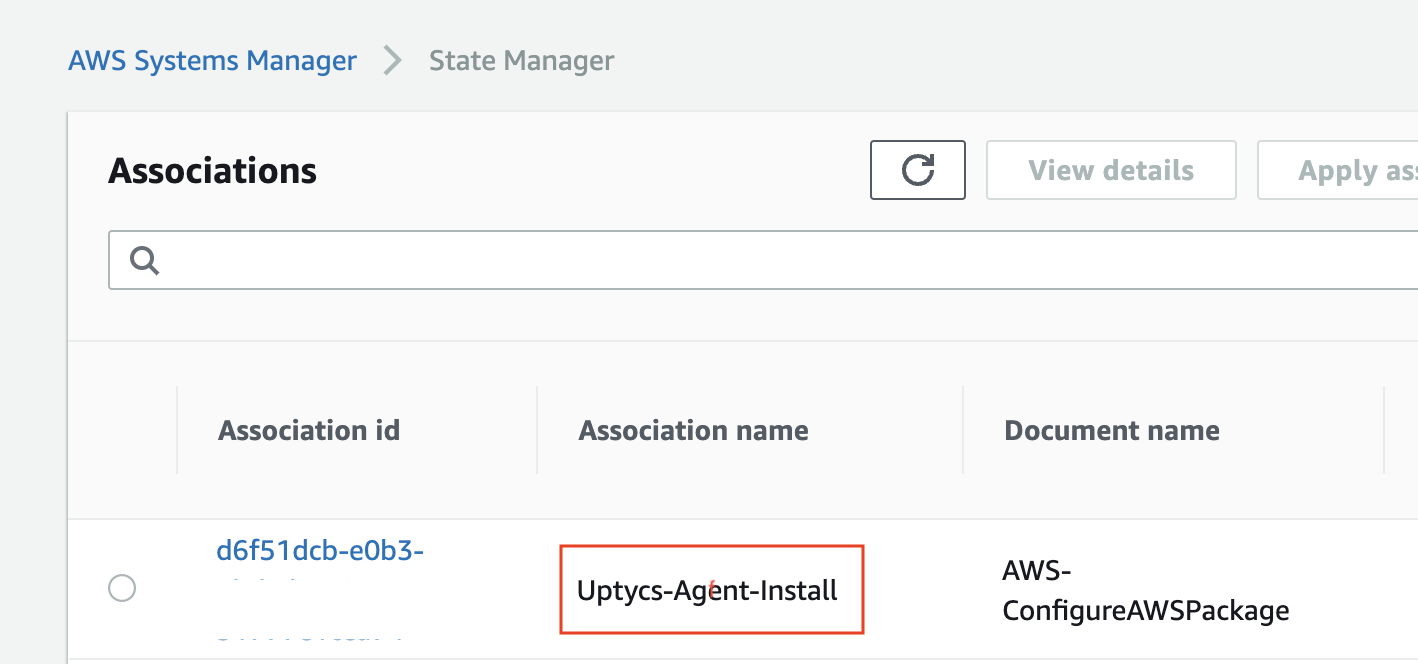 AWS Systems Manager > State Manager
Associations
View details
Apply as
Association id
Association name
Document name
d6f51dcb-e0b3-
Uptycs-Agent-Install
AWS-
ConfigureAWSPackage